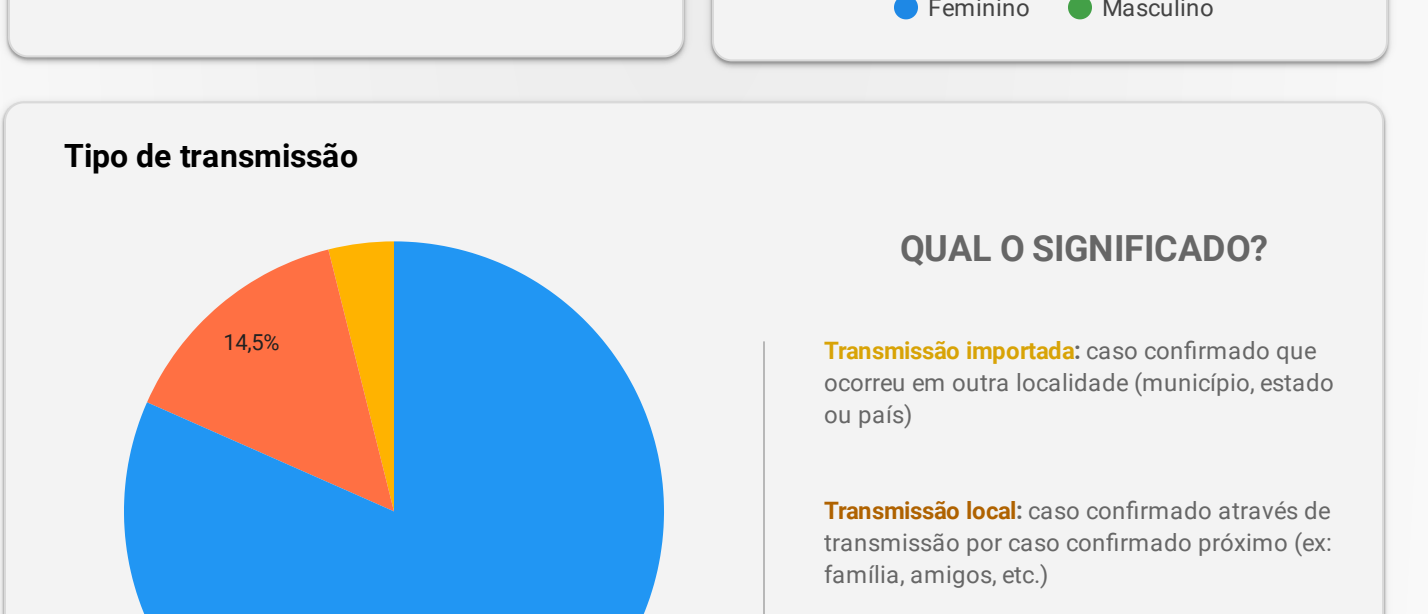 Feminino
Masculino
Tipo de transmissão
QUAL O SIGNIFICADO?
14,5%
Transmissão importada: caso confirmado que
ocorreu em outra localidade (município, estado
ou país)
Transmissão local: caso confirmado através de
transmissão por caso confirmado próximo (ex:
família, amigos, etc.)